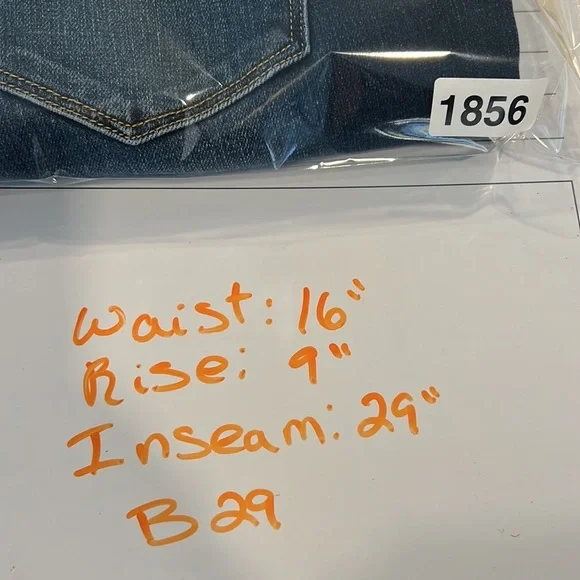 1856
Waist: 16"
Rise: 9"
Inseam: 29"
B29